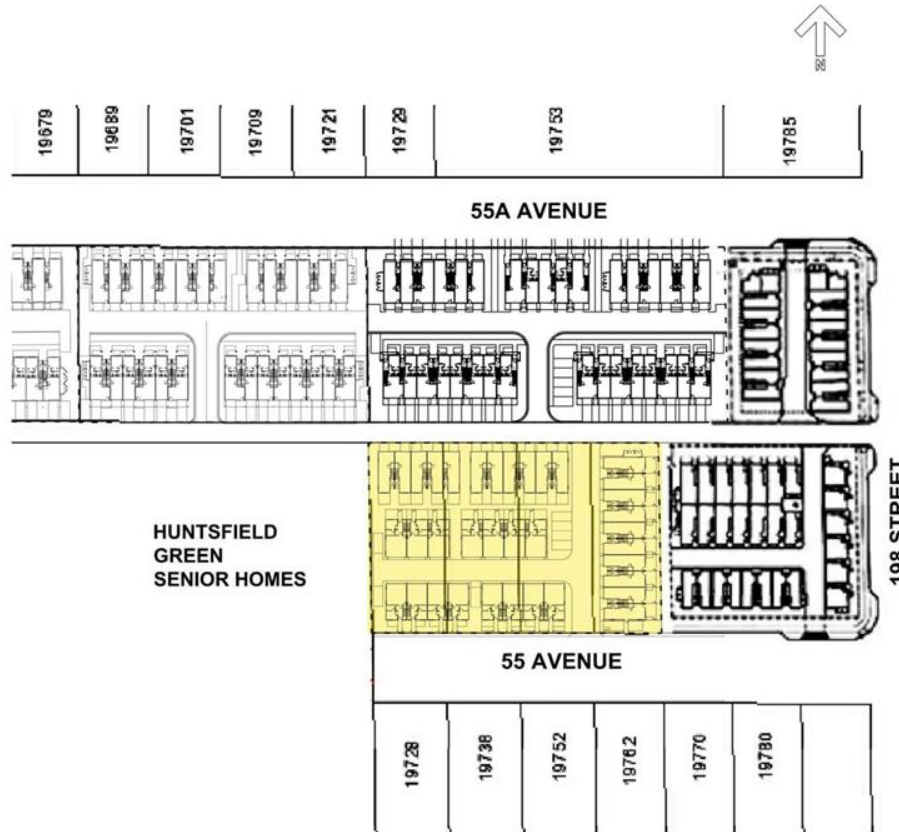 N
19679
19689
19701
19709
19721
19729
19753
19785
55A AVENUE
HUNTSFIELD
GREEN
SENIOR HOMES
198 STREET
55 AVENUE
19728
19738
19752
19762
19770
19780